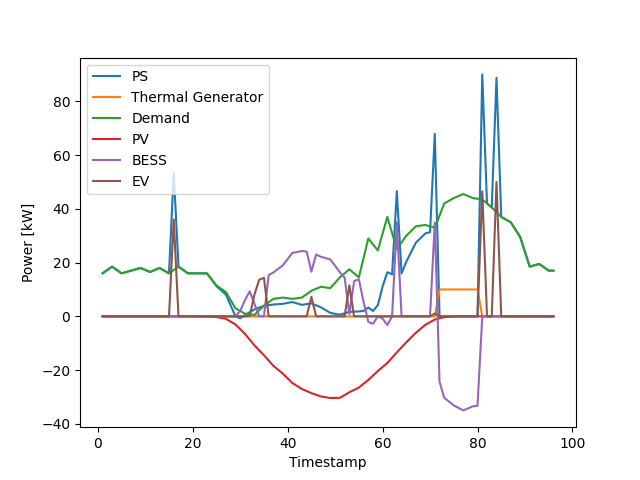 PS
Thermal Generator
Demand
PV
BESS
EV
80
60
40
20
0
−20
−40
Power [kW]
0 20 40 60 80 100
Timestamp